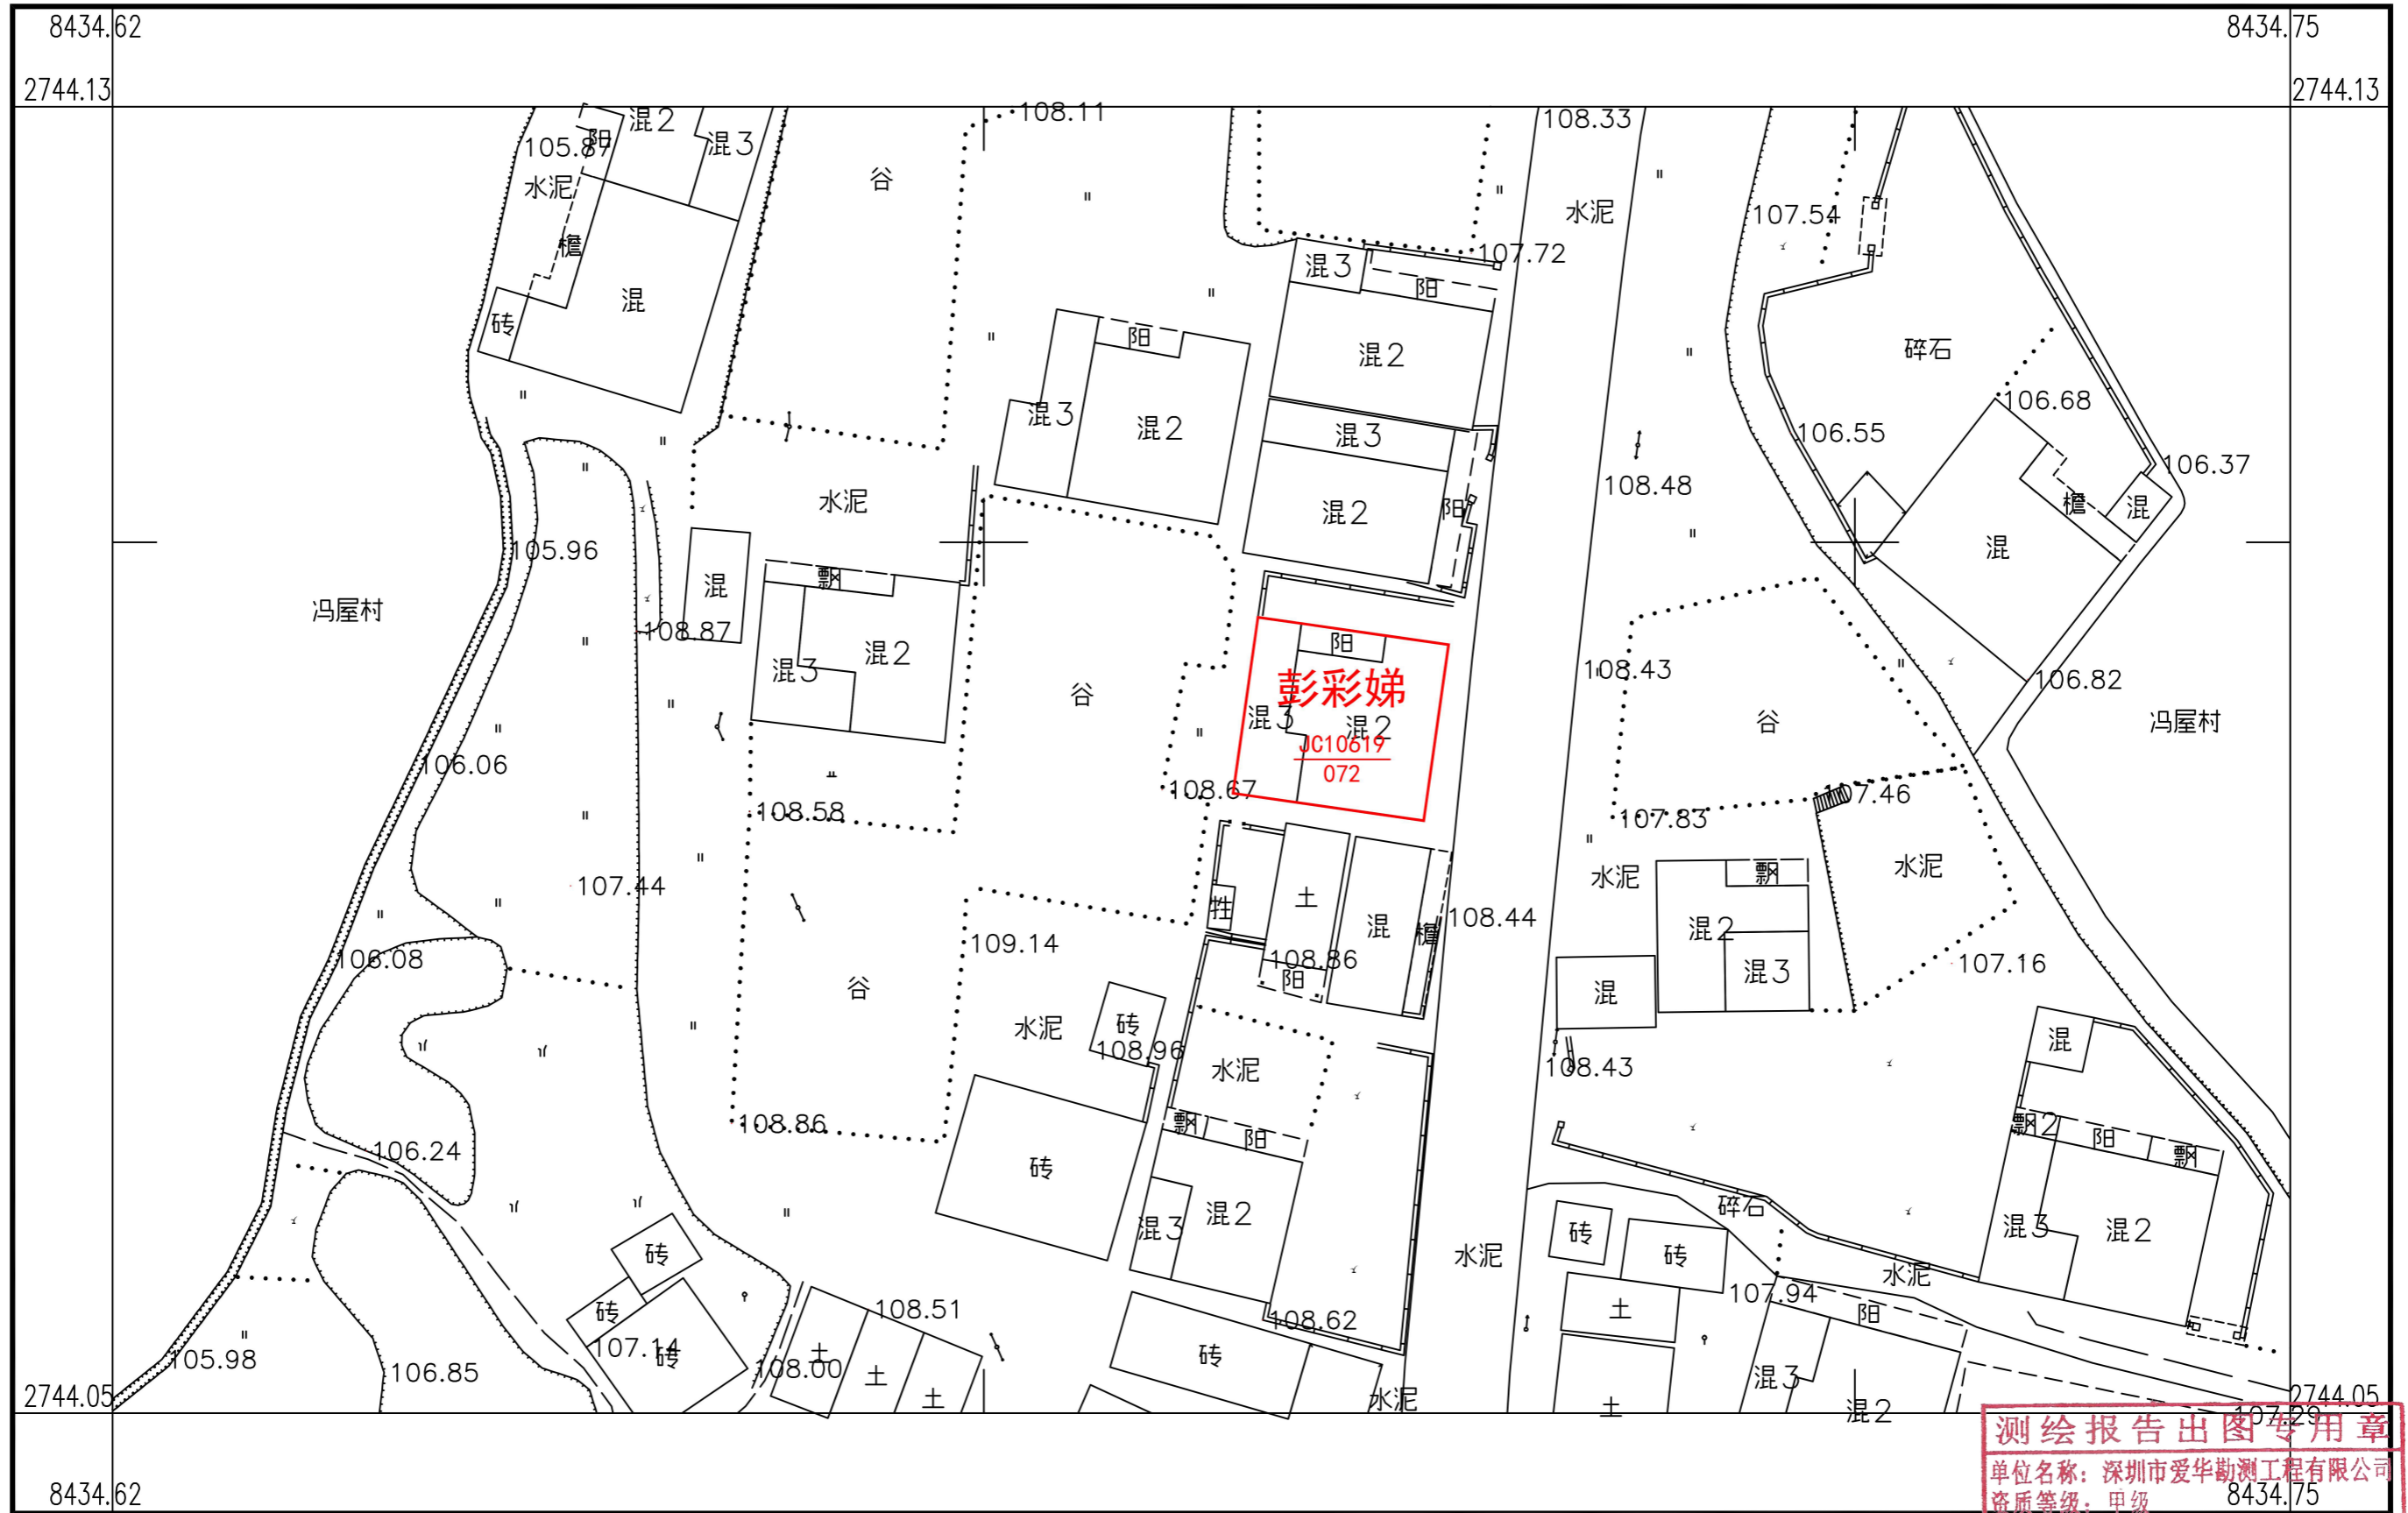 8434.62
8434.75
2744.13
2744.13
108.11
108.33
混2
混3
阳
105.87
水泥
谷
水泥
107.54
檐
107.72
混3
阳
混
砖
阳
混2
碎石
混3
混2
混3
106.68
106.55
106.37
水泥
混2
阳
108.48
檐
混
混
105.96
混
飘
冯屋村
108.87
混3
混2
阳
108.43
106.82
谷
彭彩娣
混3
混2
JC10619
072
谷
冯屋村
106.06
108.58
108.67
107.83
107.46
107.44
水泥
飘
水泥
牲
土
混
檐
108.44
混2
109.14
108.86
阳
混3
106.08
107.16
谷
混
水泥
砖
108.96
水泥
108.43
混
108.86
飘
阳
飘2
阳
飘
106.24
砖
混3
混2
碎石
混3
混2
砖
砖
砖
水泥
水泥
砖
107.14
砖
108.51
108.62
土
107.94
阳
105.98
106.85
108.00
土
土
土
砖
混3
水泥
土
混2
2744.05
2744.05
107.29
测绘报告出图专用章
单位名称：深圳市爱华勘测工程有限公司
资质等级：甲级
8434.62
8434.75